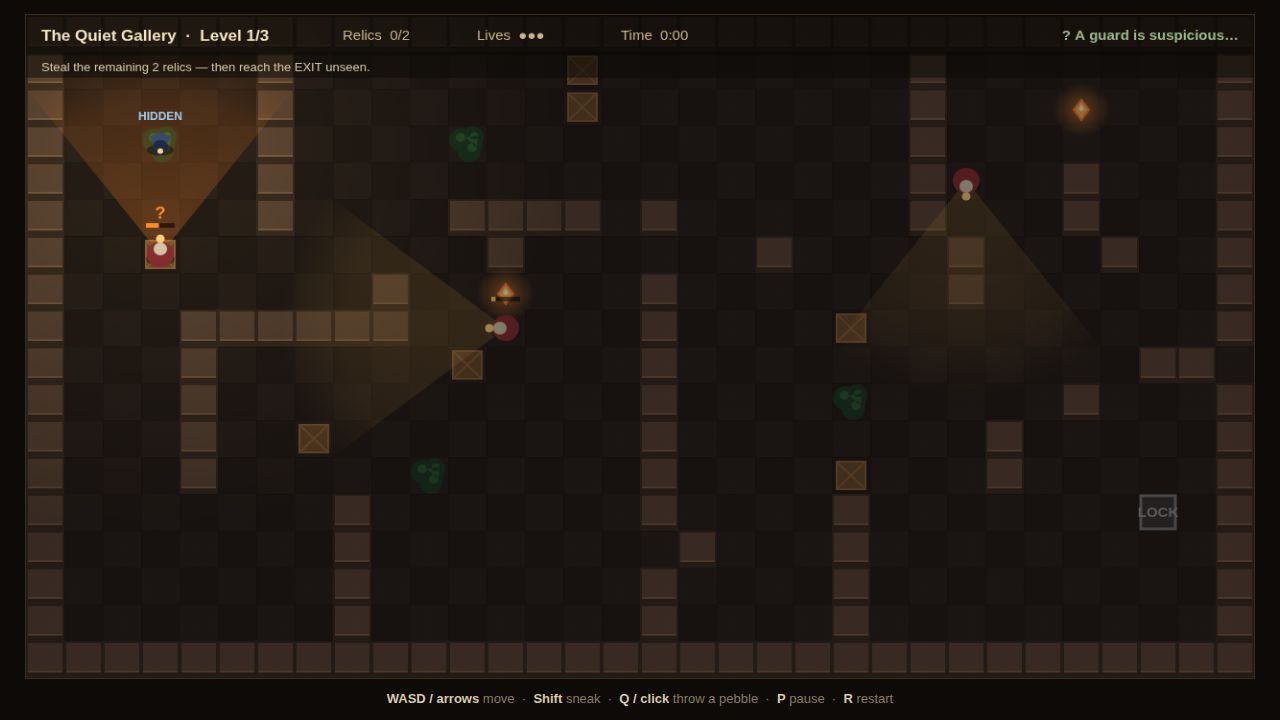 The Quiet Gallery · Level 1/3 Relics 0/2 Lives ●●● Time 0:00 ? A guard is suspicious…
Steal the remaining 2 relics — then reach the EXIT unseen.
HIDDEN
?
LOCK
WASD / arrows move · Shift sneak · Q / click throw a pebble · P pause · R restart